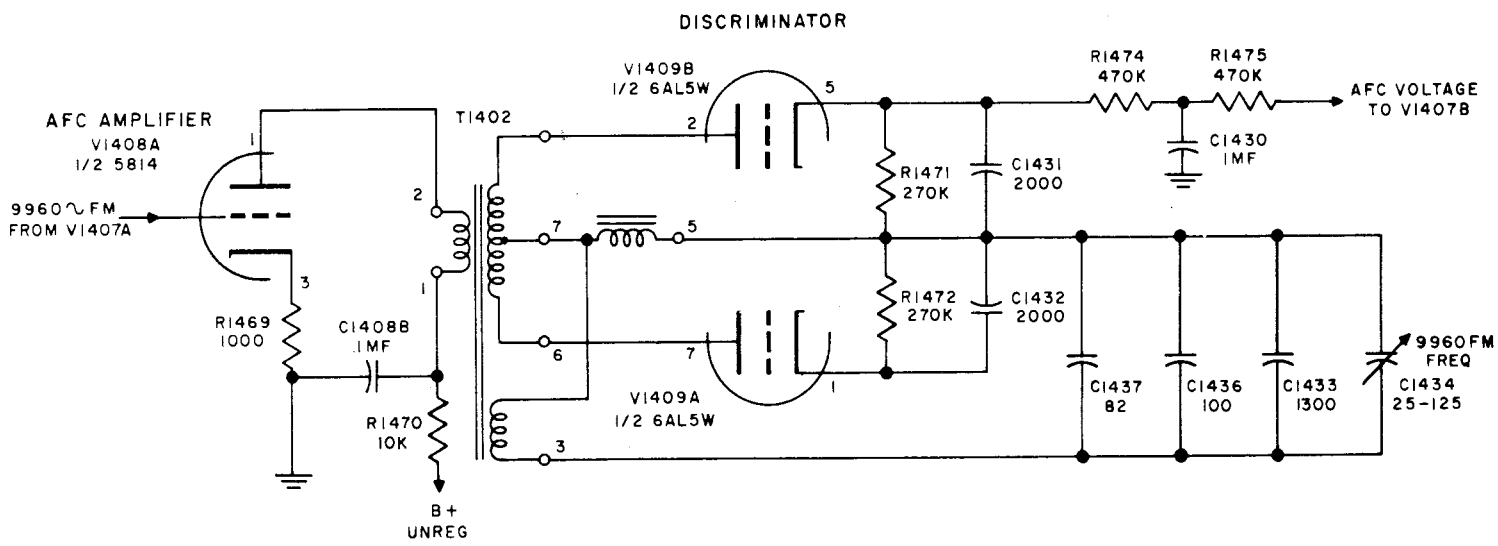 DISCRIMINATOR
AFC AMPLIFIER
V1408A
1/2 5814
1
9960~FM
FROM V1407A
3
R1469
1000
C1408B
.1MF
R1470
10K
B+
UNREG
2
1
T1402
7
5
6
3
V1409B
1/2 6AL5W
2
5
7
1
V1409A
1/2 6AL5W
R1471
270K
C1431
2000
R1472
270K
C1432
2000
R1474
470K
R1475
470K
C1430
1MF
AFC VOLTAGE
TO V1407B
C1437
82
C1436
100
C1433
1300
9960 FM
FREQ
C1434
25-125